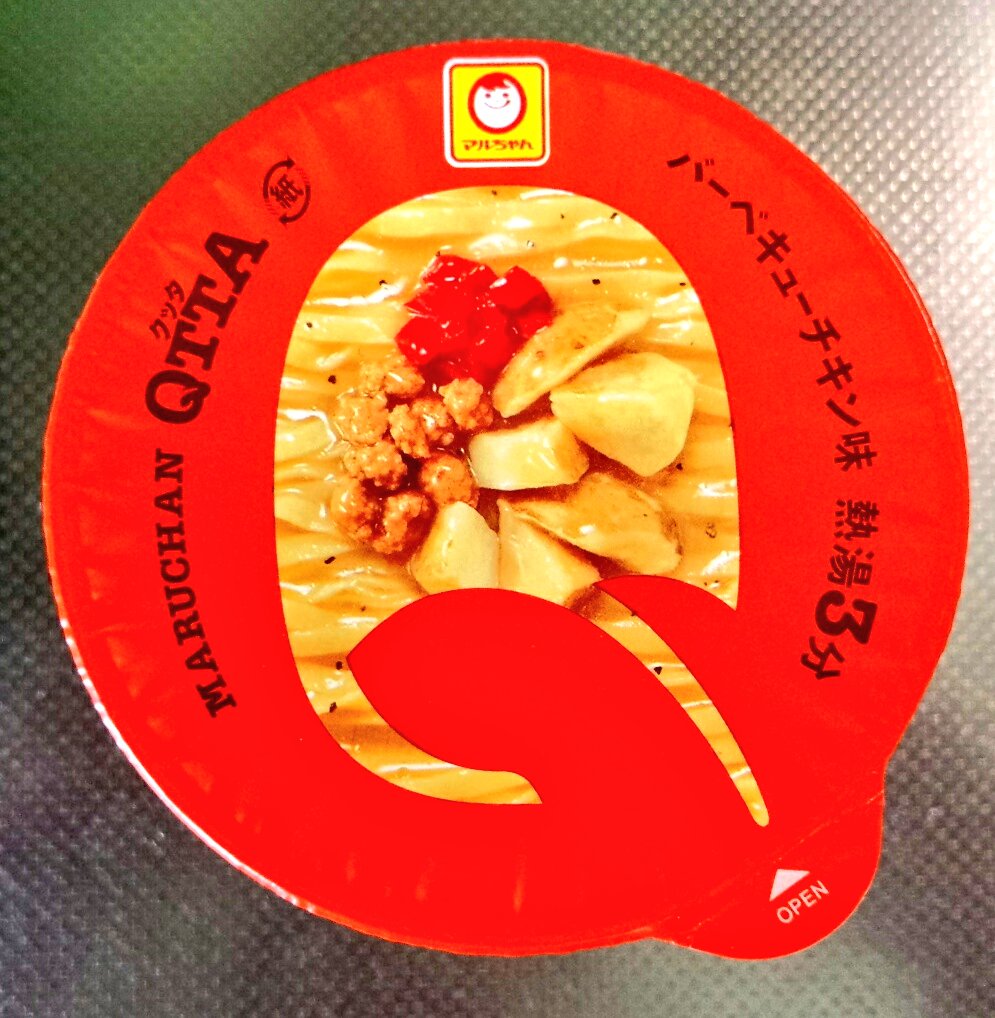 マルちゃん
紙
MARUCHAN QTTA
クッタ
バーベキューチキン味 熱湯3分
OPEN